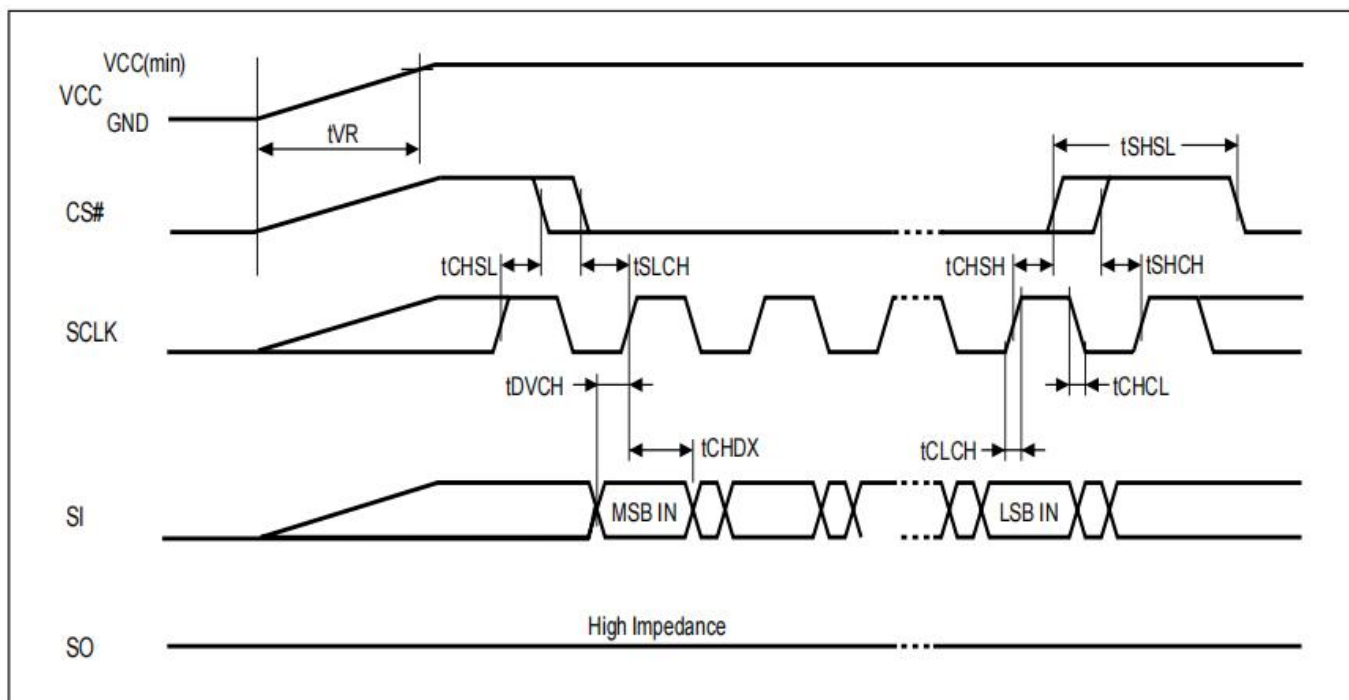 VCC(min)
VCC
GND
tVR
tSHSL
CS#
tCHSL
tSLCH
tCHSH
tSHCH
SCLK
tDVCH
tCHCL
tCHDX
tCLCH
SI
MSB IN
LSB IN
High Impedance
SO